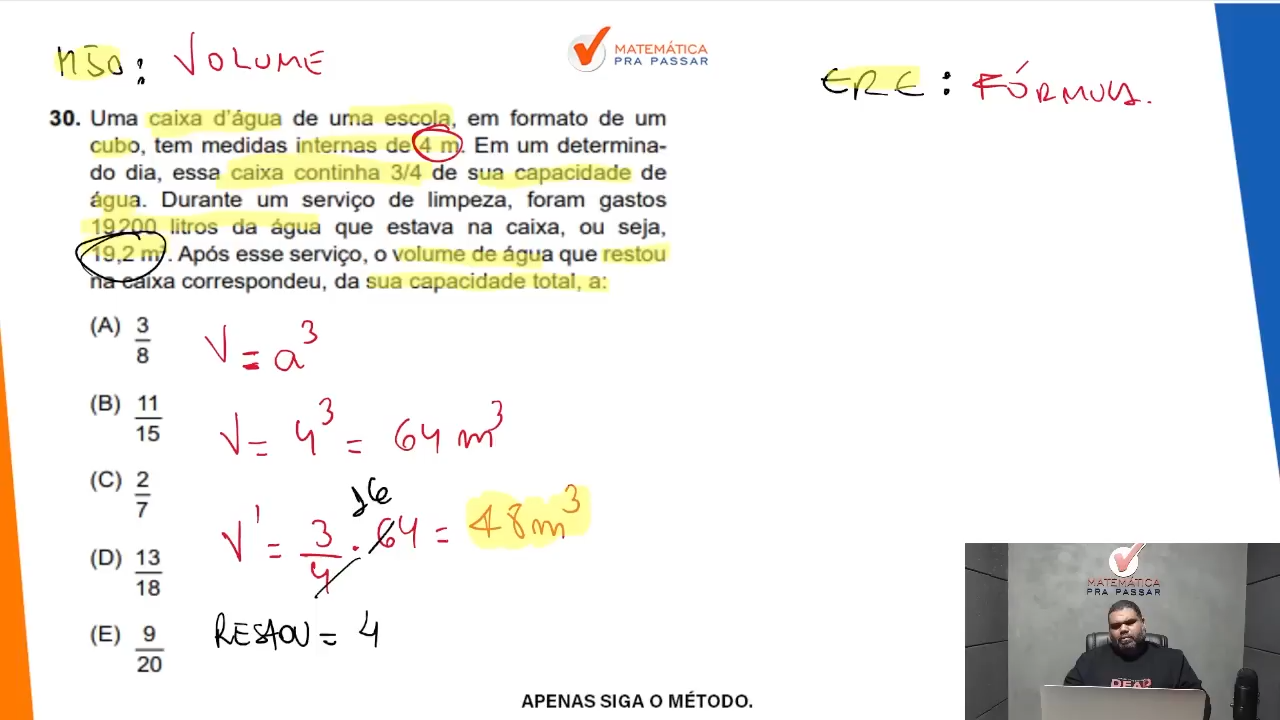 NÃO: VOLUME
MATEMÁTICA
PRA PASSAR
ERE: FÓRMULA.
30. Uma caixa d'água de uma escola, em formato de um
cubo, tem medidas internas de 4 m. Em um determina-
do dia, essa caixa continha 3/4 de sua capacidade de
água. Durante um serviço de limpeza, foram gastos
19200 litros da água que estava na caixa, ou seja,
19,2 m³. Após esse serviço, o volume de água que restou
na caixa correspondeu, da sua capacidade total, a:
(A) 3/8
V = a³
(B) 11/15
V = 4³ = 64 m³
(C) 2/7
16
V' = 3/4 . 64 = 48m³
(D) 13/18
(E) 9/20
RESTOU = 4
MATEMÁTICA
PRA PASSAR
APENAS SIGA O MÉTODO.